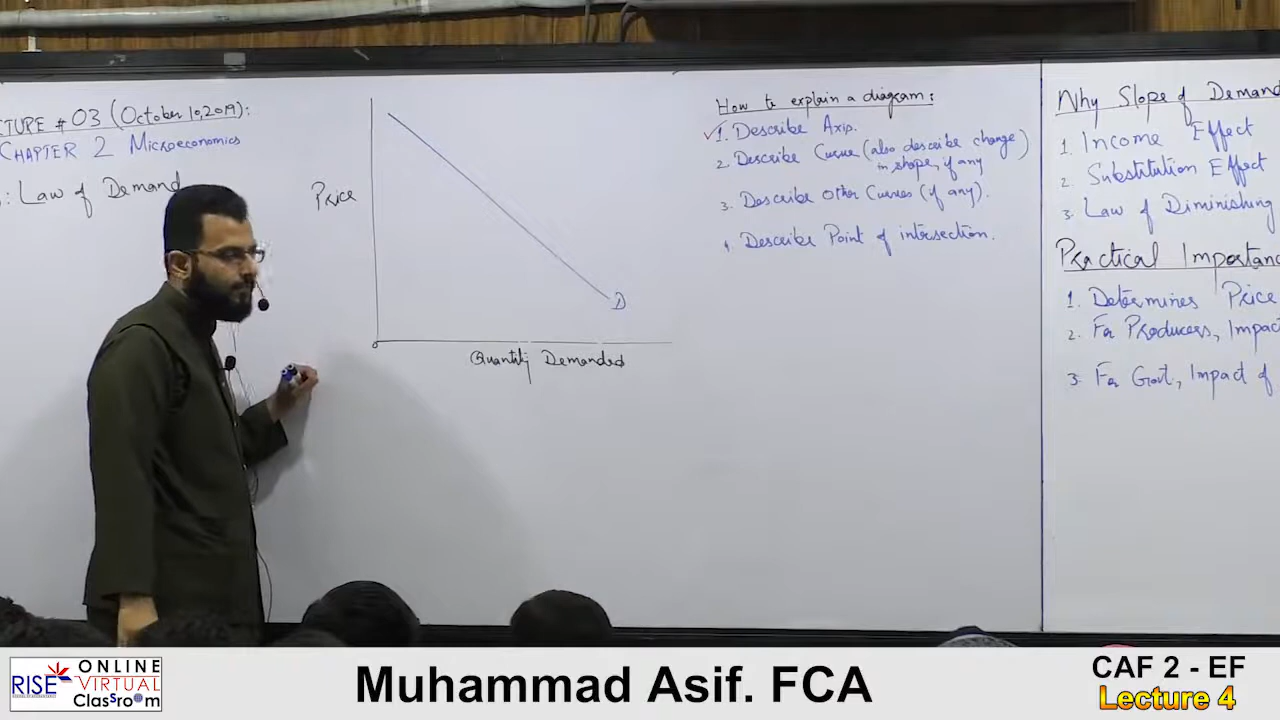 CTURE # 03 (October 10, 2019):
CHAPTER 2 Microeconomics
: Law of Demand
Price
D
o
Quantity Demanded
How to explain a diagram:
✓1. Describe Axis.
2. Describe Curve (also describe change in shape, if any)
3. Describe Other Curves (if any).
4. Describe Point of intrsection.
Why Slope of Demand
1. Income Effect
2. Substitution Effect
3. Law of Diminishing
Practical Importanc
1. Determines Price
2. For Producers, Impact
3. For Govt, Impact of
RISE
ONLINE
VIRTUAL
ClassrOom
Muhammad Asif. FCA
CAF 2 - EF
Lecture 4